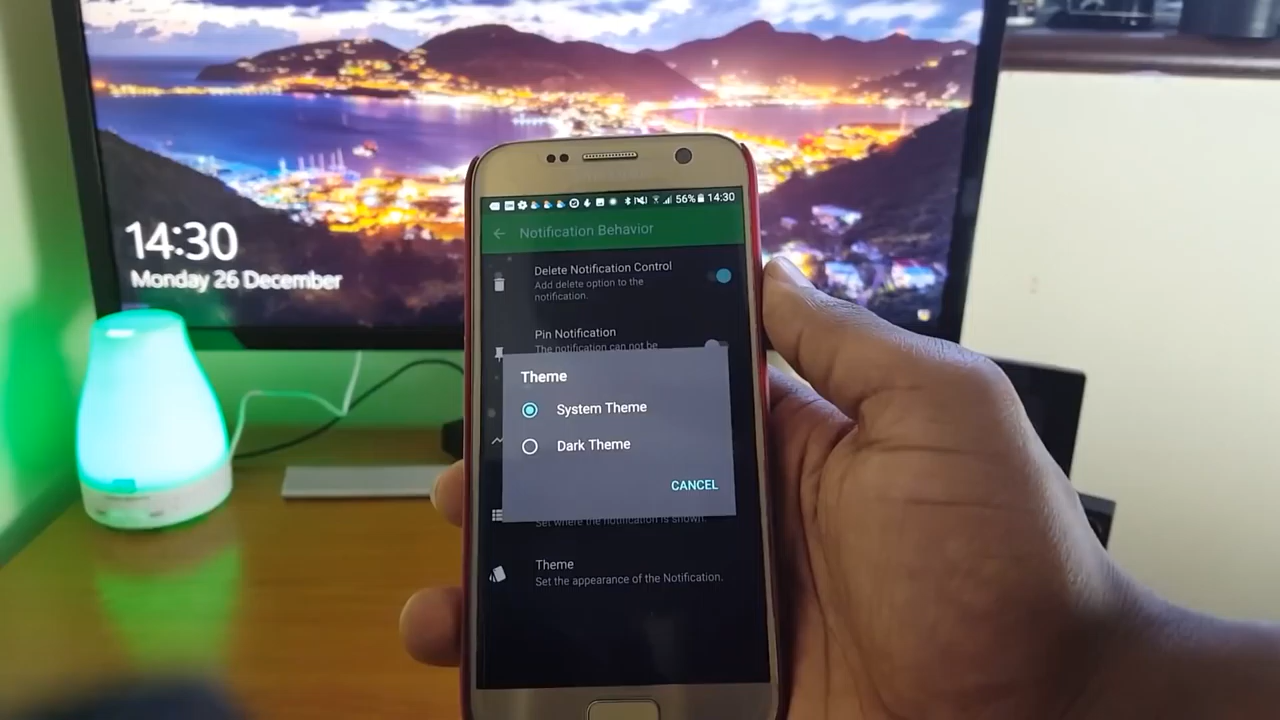 14:30
Monday 26 December
56% 14:30
Notification Behavior
Delete Notification Control
Add delete option to the
notification.
Pin Notification
The notification can not be
Theme
System Theme
Dark Theme
CANCEL
Set where the notification is shown.
Theme
Set the appearance of the Notification.